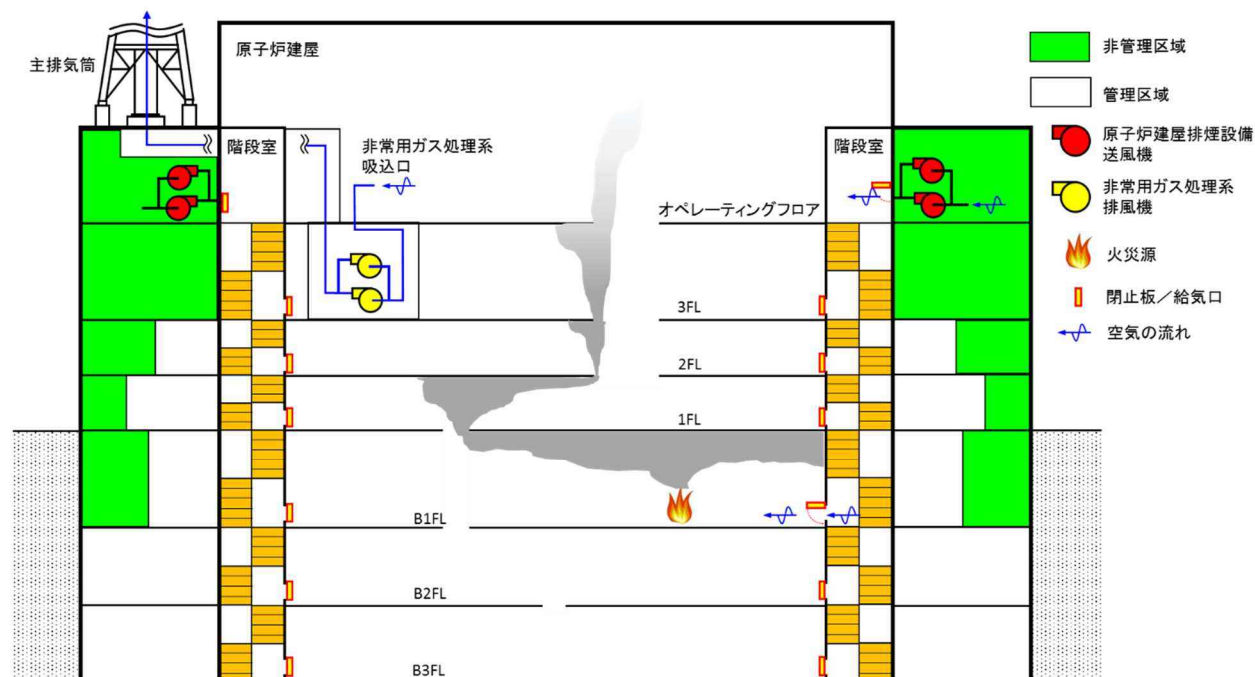 主排気筒
原子炉建屋
階段室
非常用ガス処理系
吸込口
階段室
オペレーティングフロア
3FL
2FL
1FL
B1FL
B2FL
B3FL
非管理区域
管理区域
原子炉建屋排煙設備
送風機
非常用ガス処理系
排風機
火災源
閉止板／給気口
空気の流れ